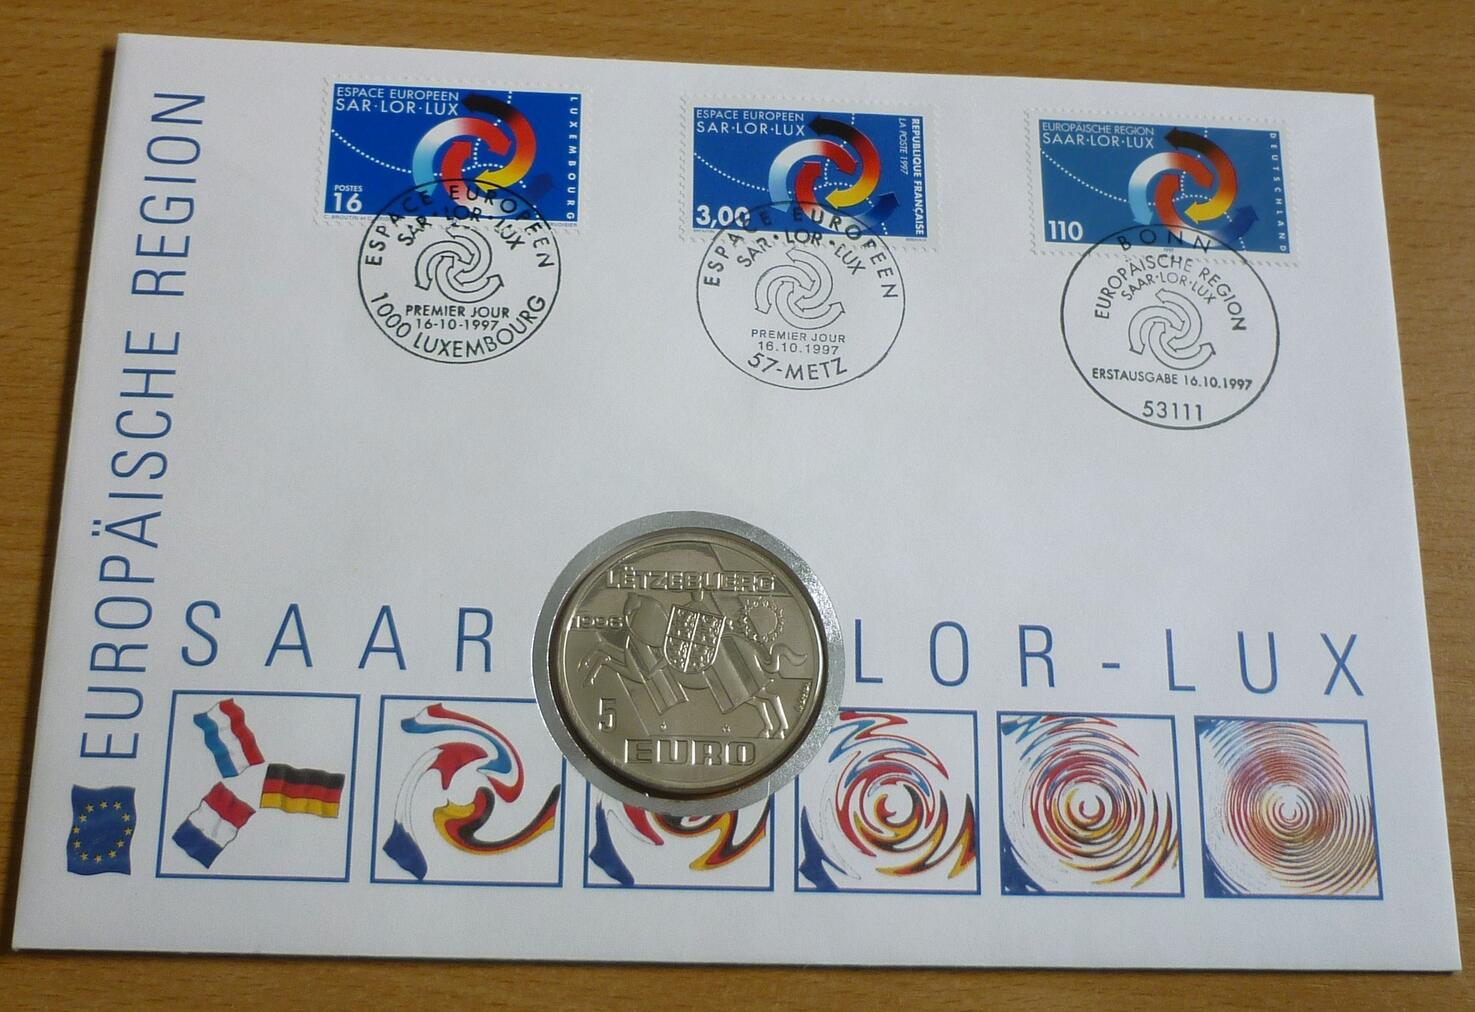 EUROPÄISCHE REGION
ESPACE EUROPEEN
SAR·LOR·LUX
LUXEMBOURG
POSTES
16
ESPACE EUROPEEN
SAR·LOR·LUX
REPUBLIQUE FRANÇAISE
LA POSTE 1997
3,00
EUROPÄISCHE REGION
SAAR·LOR·LUX
DEUTSCHLAND
110
1997
ESPACE EUROPEEN
SAR·LOR·LUX
PREMIER JOUR
16-10-1997
1000 LUXEMBOURG
ESPACE EUROPEEN
SAR·LOR·LUX
PREMIER JOUR
16.10.1997
57-METZ
BONN
EUROPÄISCHE REGION
SAAR·LOR·LUX
ERSTAUSGABE 16.10.1997
53111
SAAR LOR-LUX
LËTZEBUERG
1996
5
EURO